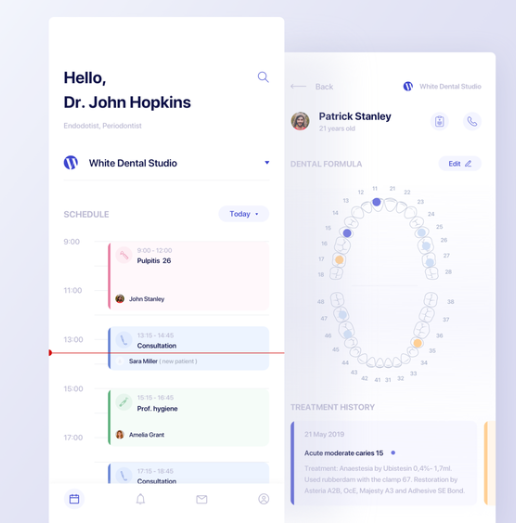 Hello,
Dr. John Hopkins
Endodotist, Periodontist
White Dental Studio
SCHEDULE
Today
9:00
9:00 - 12:00
Pulpitis 26
11:00
John Stanley
13:00
13:15 - 14:45
Consultation
Sara Miller ( new patient )
15:00
15:15 - 16:45
Prof. hygiene
Amelia Grant
17:00
17:15 - 18:45
Consultation
Back
White Dental Studio
Patrick Stanley
21 years old
DENTAL FORMULA
Edit
12 11 21 22
13 23
14 24
15 25
16 26
17 27
18 28
48 38
47 37
46 36
45 35
44 34
43 33
42 41 31 32
TREATMENT HISTORY
21 May 2019
Acute moderate caries 15
Treatment: Anaestesia by Ubistesin 0,4%- 1,7ml.
Used rubberdam with the clamp 67. Restoration by
Asteria A2B, OcE, Majesty A3 and Adhesive SE Bond.